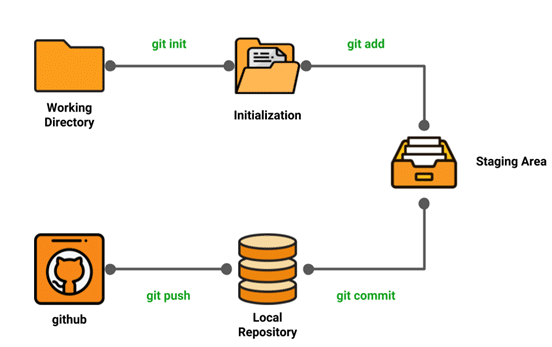 git init
git add
Working
Directory
Initialization
Staging Area
git push
git commit
github
Local
Repository